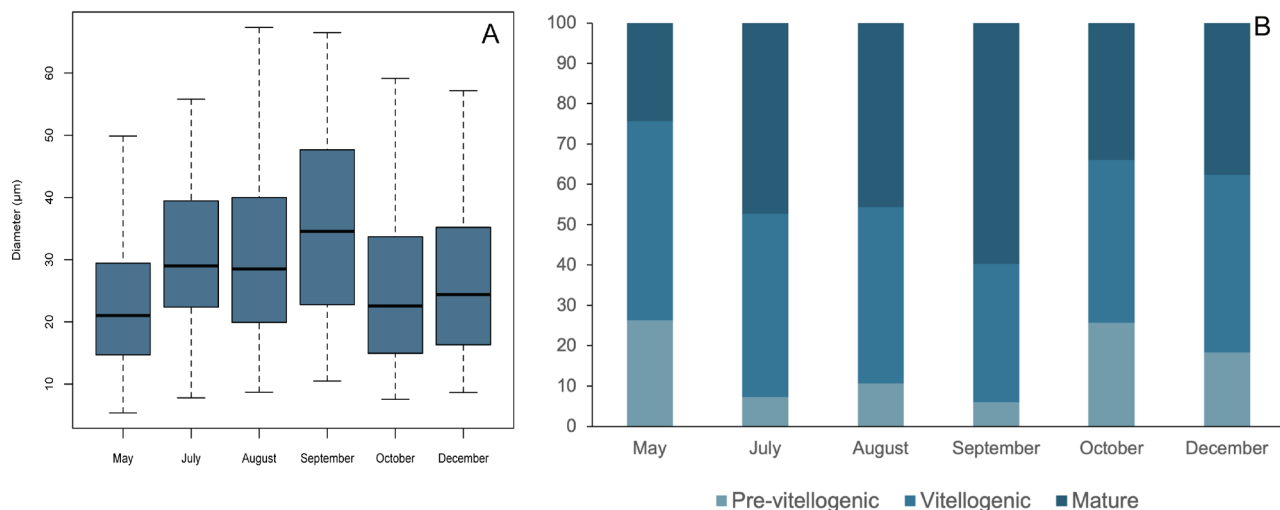 A
Diameter (µm)
60
50
40
30
20
10
May July August September October December
B
100
90
80
70
60
50
40
30
20
10
0
May July August September October December
Pre-vitellogenic Vitellogenic Mature